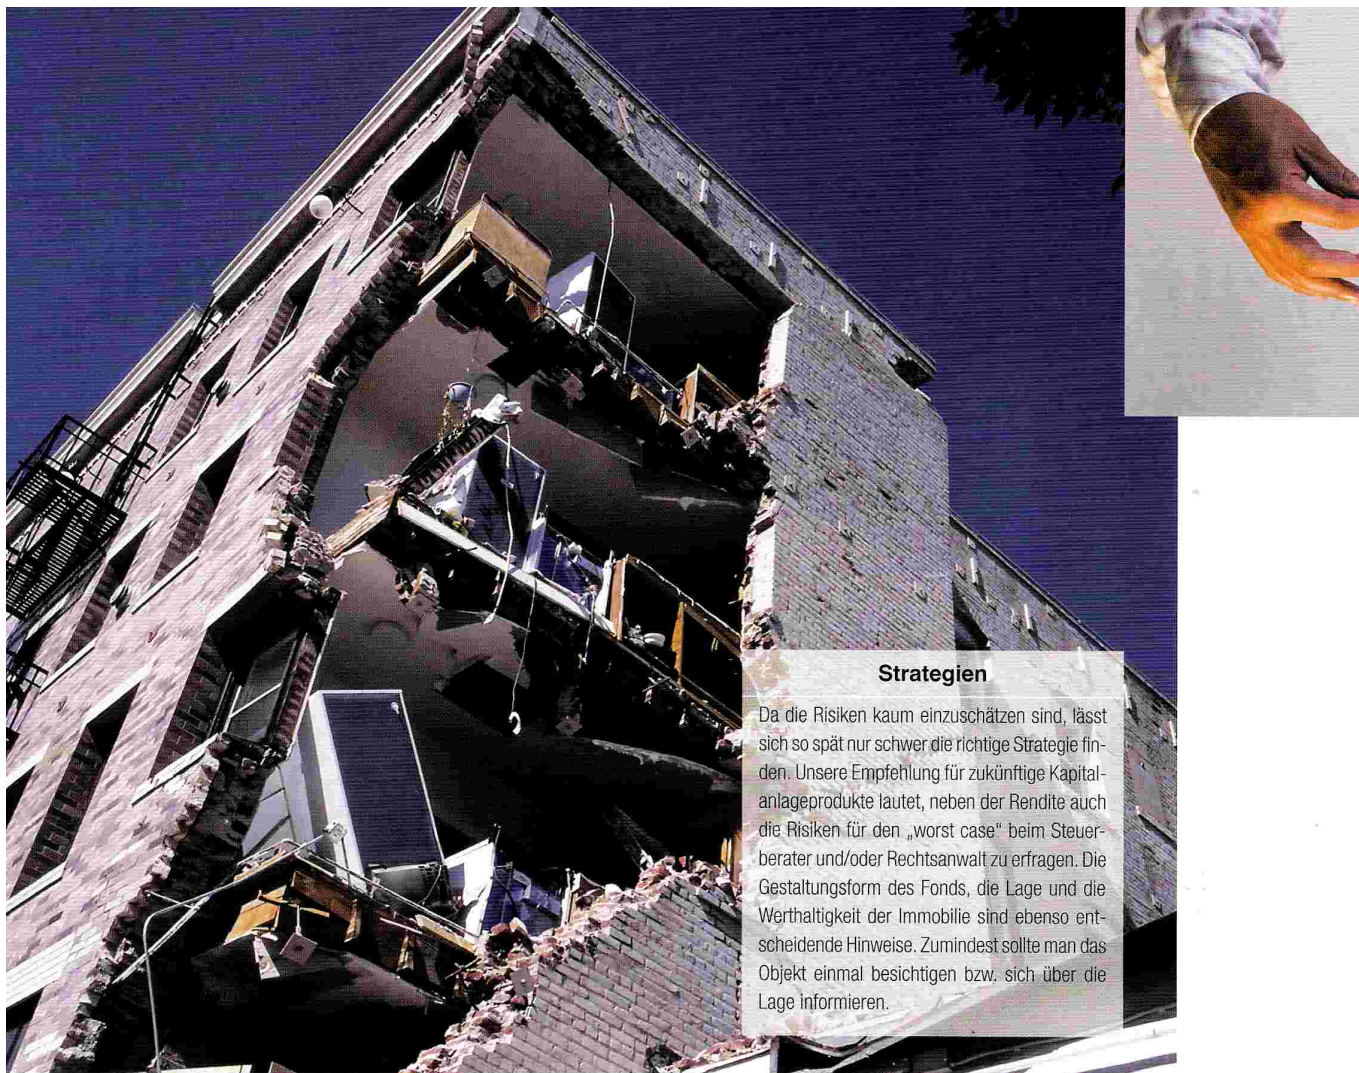 Strategien
Da die Risiken kaum einzuschätzen sind, lässt
sich so spät nur schwer die richtige Strategie fin-
den. Unsere Empfehlung für zukünftige Kapital-
anlageprodukte lautet, neben der Rendite auch
die Risiken für den „worst case“ beim Steuer-
berater und/oder Rechtsanwalt zu erfragen. Die
Gestaltungsform des Fonds, die Lage und die
Werthaltigkeit der Immobilie sind ebenso ent-
scheidende Hinweise. Zumindest sollte man das
Objekt einmal besichtigen bzw. sich über die
Lage informieren.